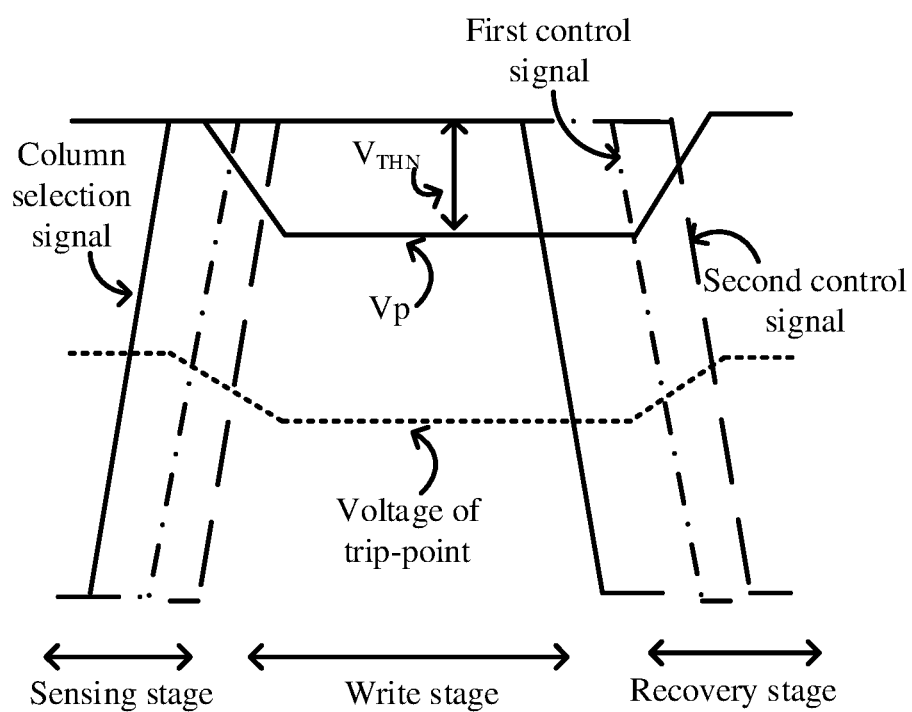 First control
signal
Column
selection
signal
V_THN
Second control
signal
Vp
Voltage of
trip-point
Sensing stage
Write stage
Recovery stage